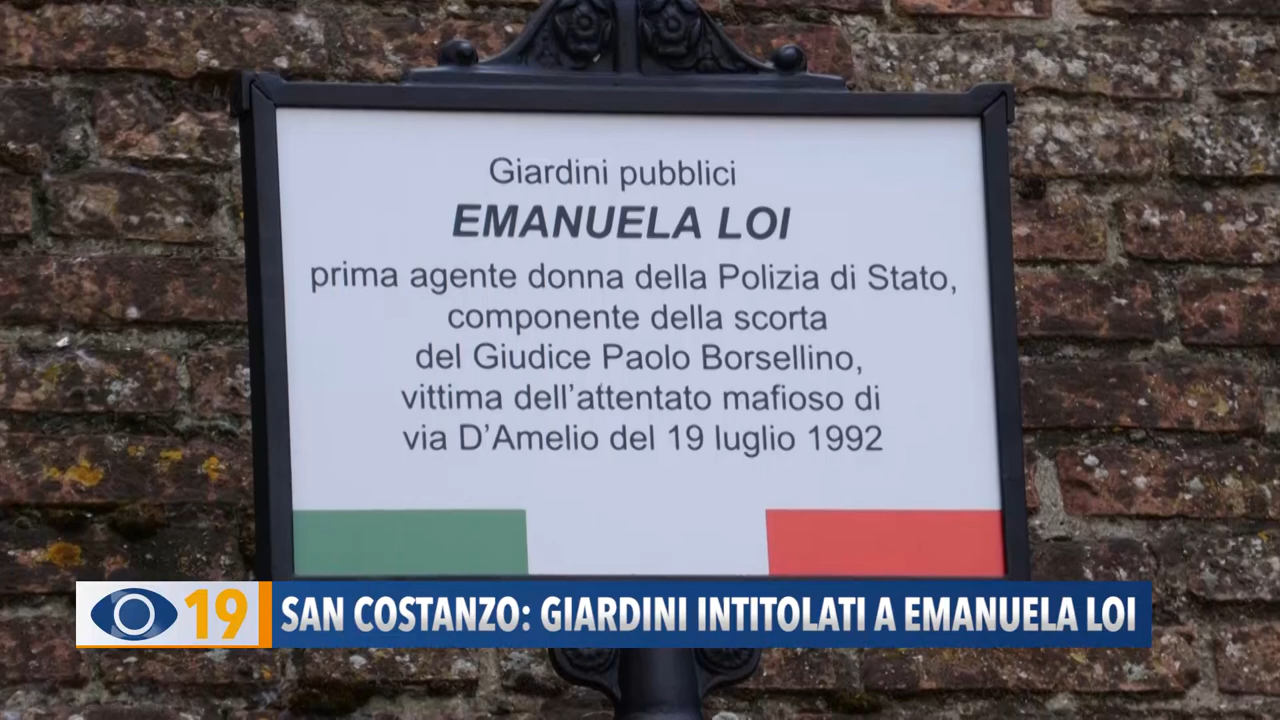 Giardini pubblici
EMANUELA LOI
prima agente donna della Polizia di Stato,
componente della scorta
del Giudice Paolo Borsellino,
vittima dell'attentato mafioso di
via D'Amelio del 19 luglio 1992
19 SAN COSTANZO: GIARDINI INTITOLATI A EMANUELA LOI